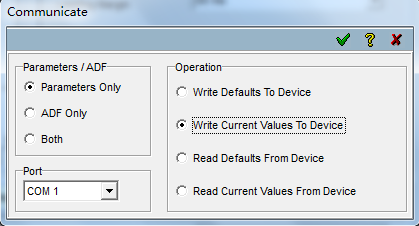 Communicate
?
Parameters / ADF
Parameters Only
ADF Only
Both
Port
COM 1
Operation
Write Defaults To Device
Write Current Values To Device
Read Defaults From Device
Read Current Values From Device